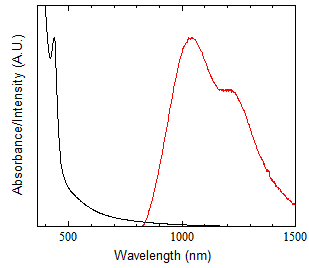 Absorbance/Intensity (A.U.)
500 1000 1500
Wavelength (nm)